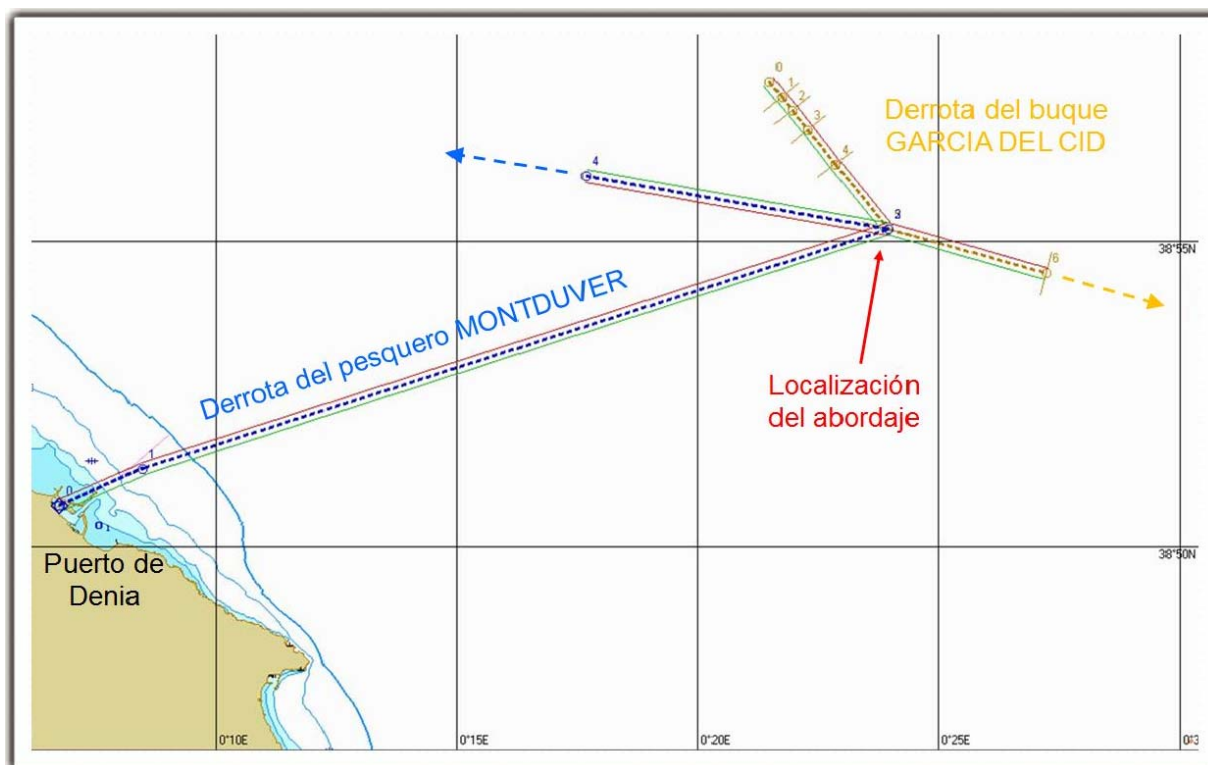 0
1
2
3
4
Derrota del buque
GARCIA DEL CID
4
3
38°55N
/6
Derrota del pesquero MONTDUVER
Localización
del abordaje
1
0
1
Puerto de
Denia
38°50N
0°10E
0°15E
0°20E
0°25E